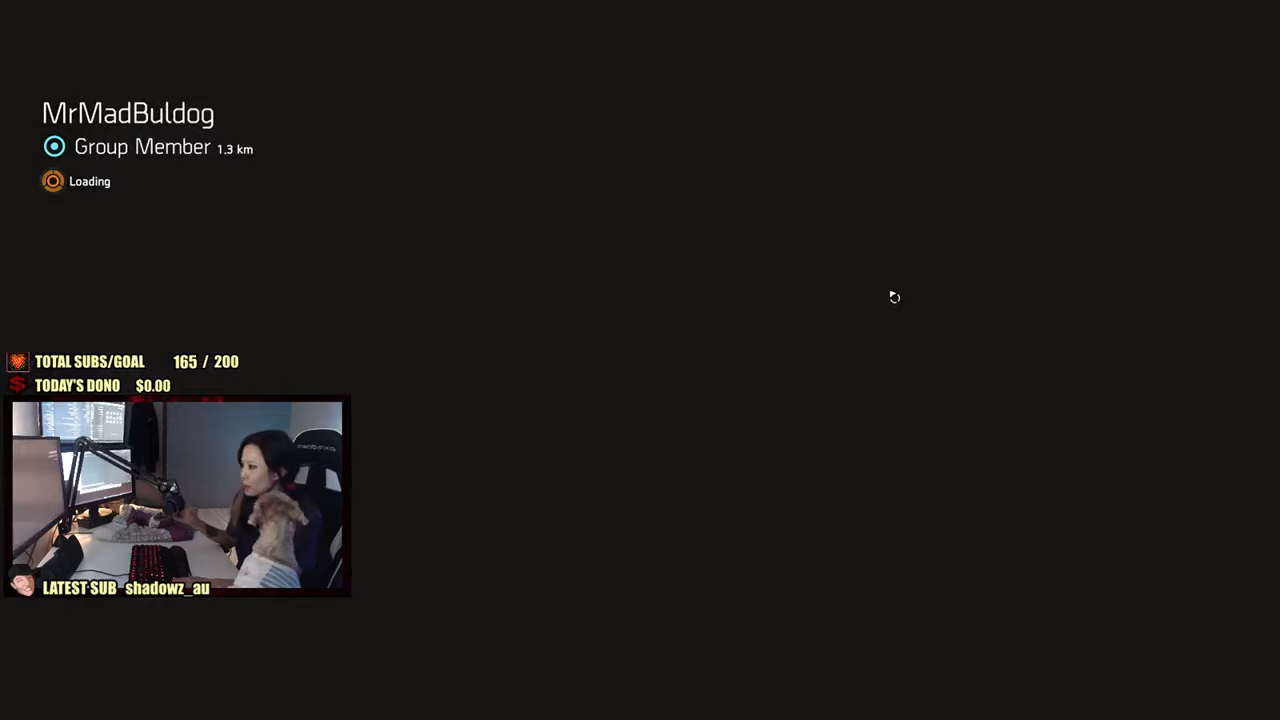 MrMadBuldog
Group Member 1.3 km
Loading
TOTAL SUBS/GOAL 165 / 200
$ TODAY'S DONO $0.00
LATEST SUB shadowz_au